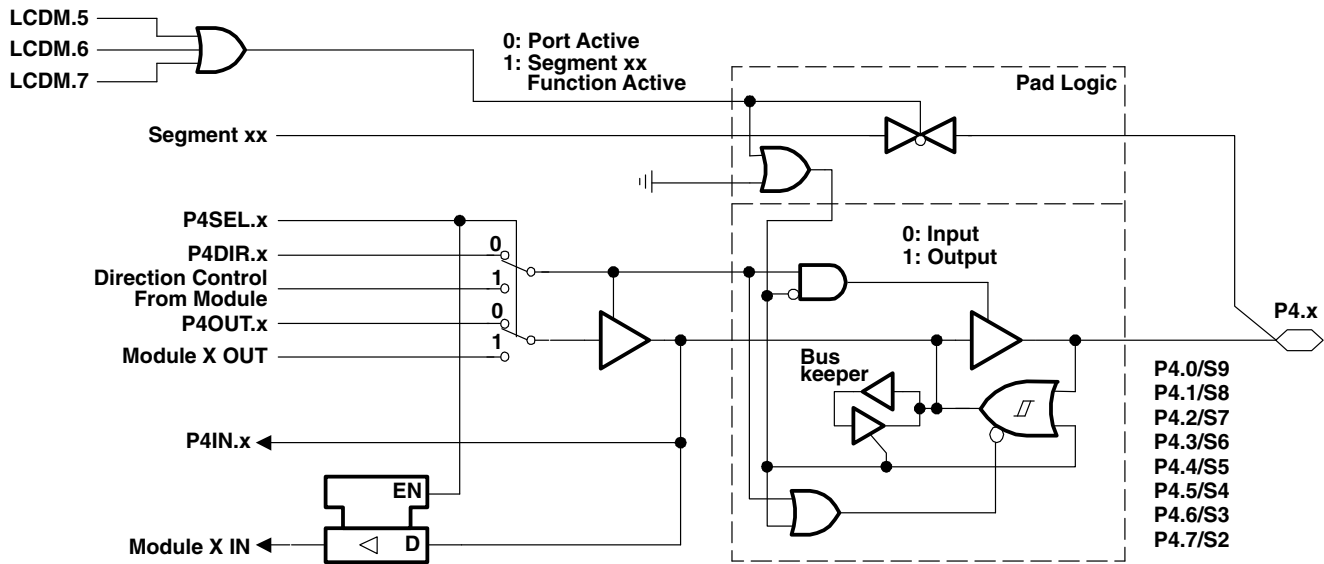 LCDM.5
LCDM.6
LCDM.7
0: Port Active
1: Segment xx
Function Active
Pad Logic
Segment xx
P4SEL.x
P4DIR.x
0
Direction Control
From Module
1
P4OUT.x
0
Module X OUT
1
0: Input
1: Output
Bus
keeper
P4.x
P4.0/S9
P4.1/S8
P4.2/S7
P4.3/S6
P4.4/S5
P4.5/S4
P4.6/S3
P4.7/S2
P4IN.x
EN
D
Module X IN